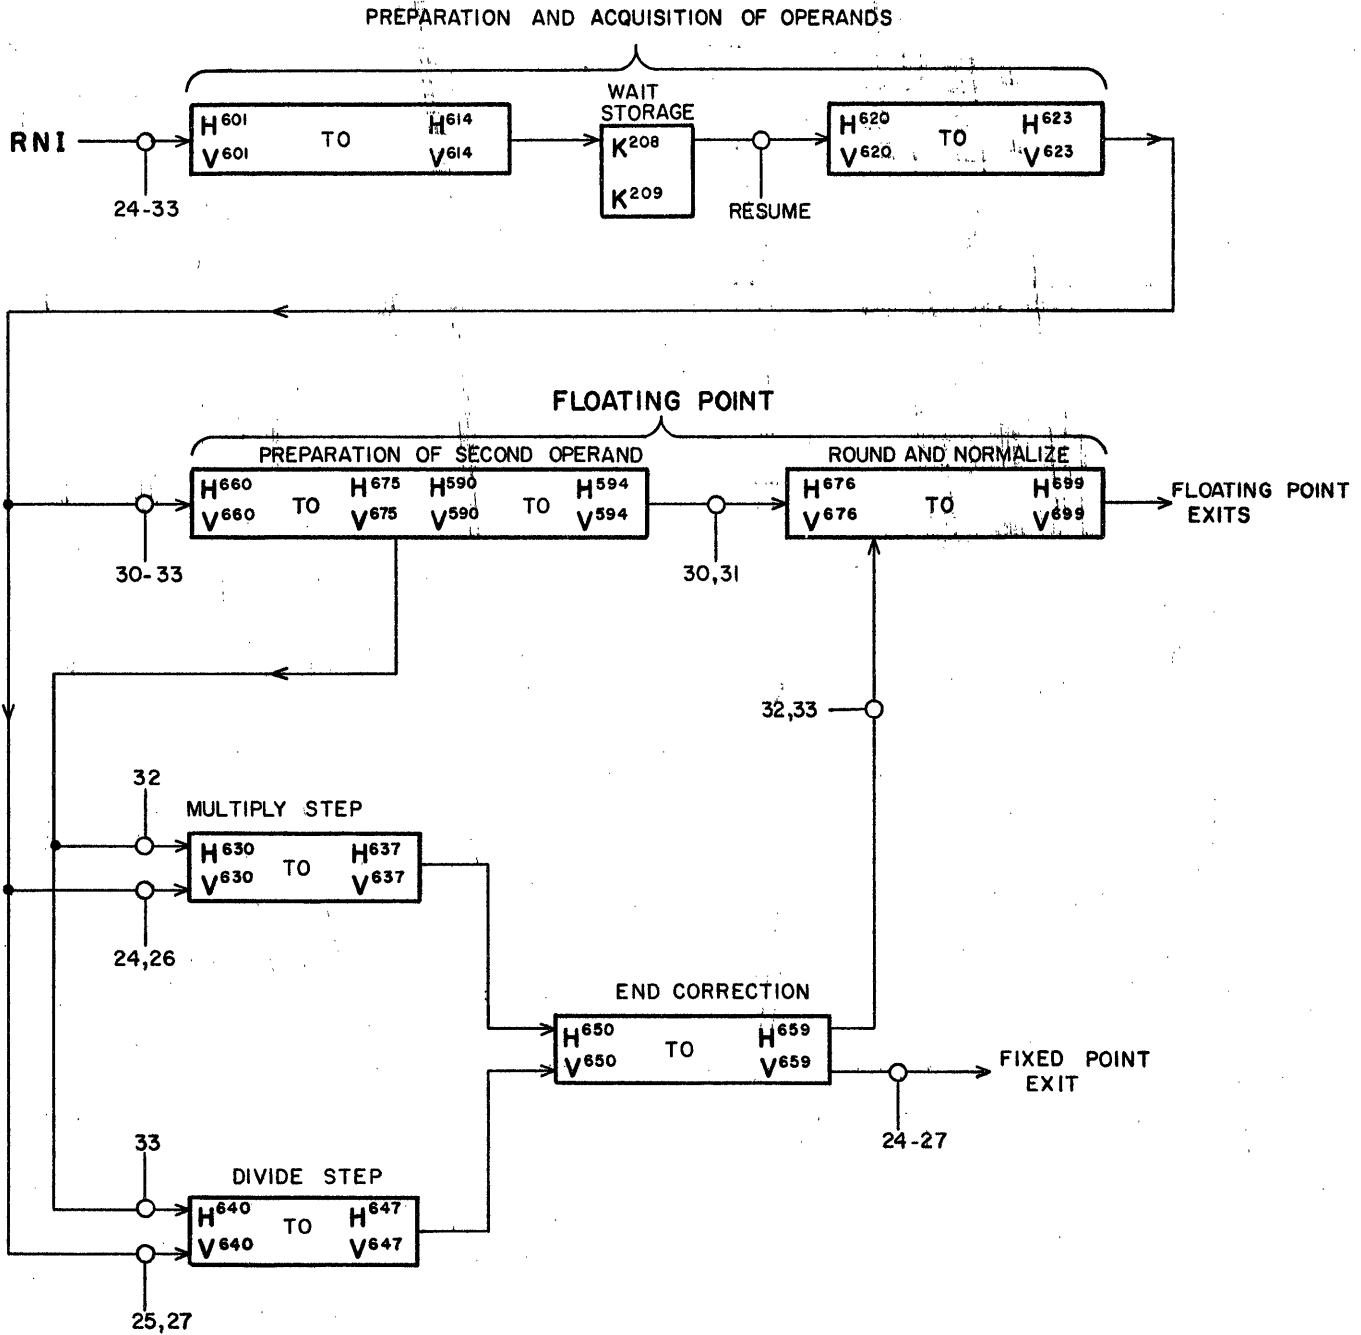 PREPARATION AND ACQUISITION OF OPERANDS
WAIT
STORAGE
RNI
H601 TO H614
V601 V614
K208
K209
H620 TO H623
V620 V623
24-33
RESUME
FLOATING POINT
PREPARATION OF SECOND OPERAND
ROUND AND NORMALIZE
H660 TO H675 H590 TO H594
V660 V675 V590 V594
H676 TO H699
V676 V699
FLOATING POINT
EXITS
30-33
30,31
32,33
32
MULTIPLY STEP
H630 TO H637
V630 V637
24,26
END CORRECTION
H650 TO H659
V650 V659
FIXED POINT
EXIT
24-27
33
DIVIDE STEP
H640 TO H647
V640 V647
25,27